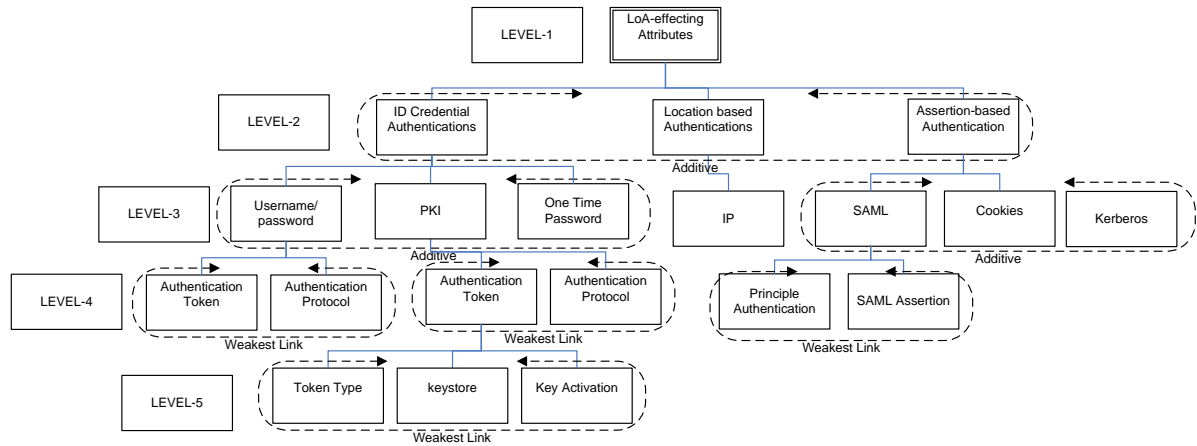 LEVEL-1
LoA-effecting
Attributes
LEVEL-2
ID Credential
Authentications
Location based
Authentications
Assertion-based
Authentication
Additive
LEVEL-3
Username/
password
PKI
One Time
Password
IP
SAML
Cookies
Kerberos
Additive
Additive
LEVEL-4
Authentication
Token
Authentication
Protocol
Authentication
Token
Authentication
Protocol
Principle
Authentication
SAML Assertion
Weakest Link
Weakest Link
Weakest Link
LEVEL-5
Token Type
keystore
Key Activation
Weakest Link